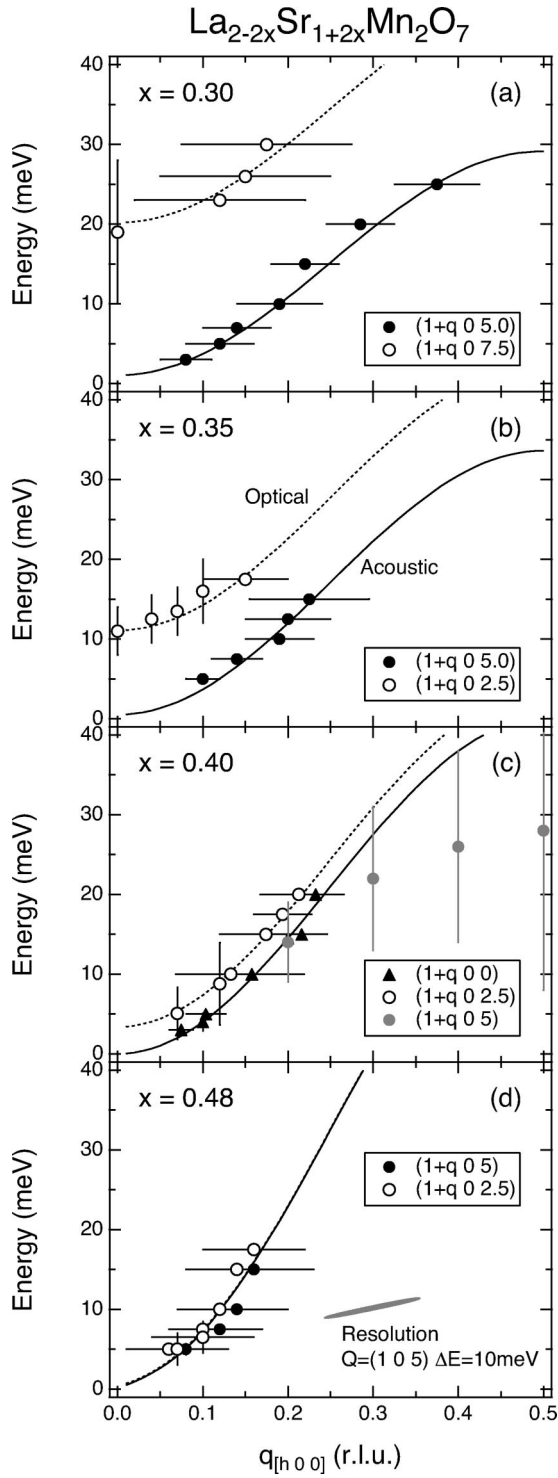 La2-2xSr1+2xMn2O7
x = 0.30
(a)
40
30
20
10
0
Energy (meV)
(1+q 0 5.0)
(1+q 0 7.5)
x = 0.35
(b)
40
30
20
10
0
Energy (meV)
Optical
Acoustic
(1+q 0 5.0)
(1+q 0 2.5)
x = 0.40
(c)
40
30
20
10
0
Energy (meV)
(1+q 0 0)
(1+q 0 2.5)
(1+q 0 5)
x = 0.48
(d)
40
30
20
10
0
Energy (meV)
(1+q 0 5)
(1+q 0 2.5)
Resolution
Q=(1 0 5) ΔE=10meV
0.0 0.1 0.2 0.3 0.4 0.5
q[h 0 0] (r.l.u.)